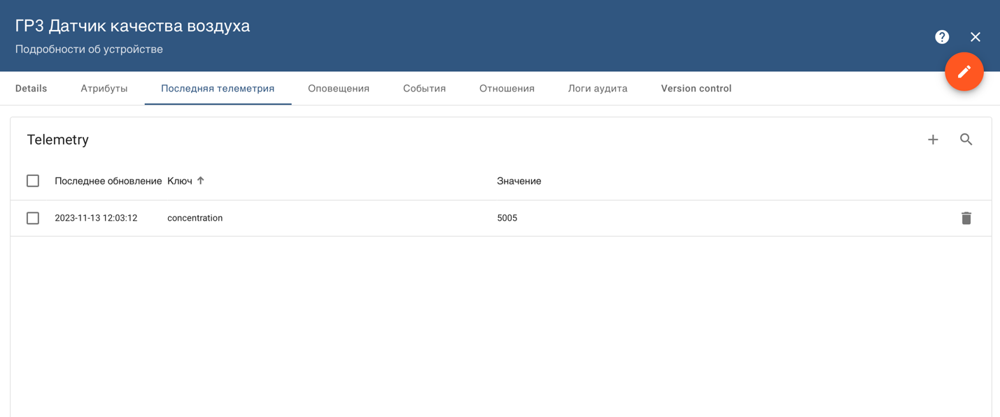 ГР3 Датчик качества воздуха
Подробности об устройстве
Details Атрибуты Последняя телеметрия Оповещения События Отношения Логи аудита Version control
Telemetry
Последнее обновление Ключ Значение
2023-11-13 12:03:12 concentration 5005